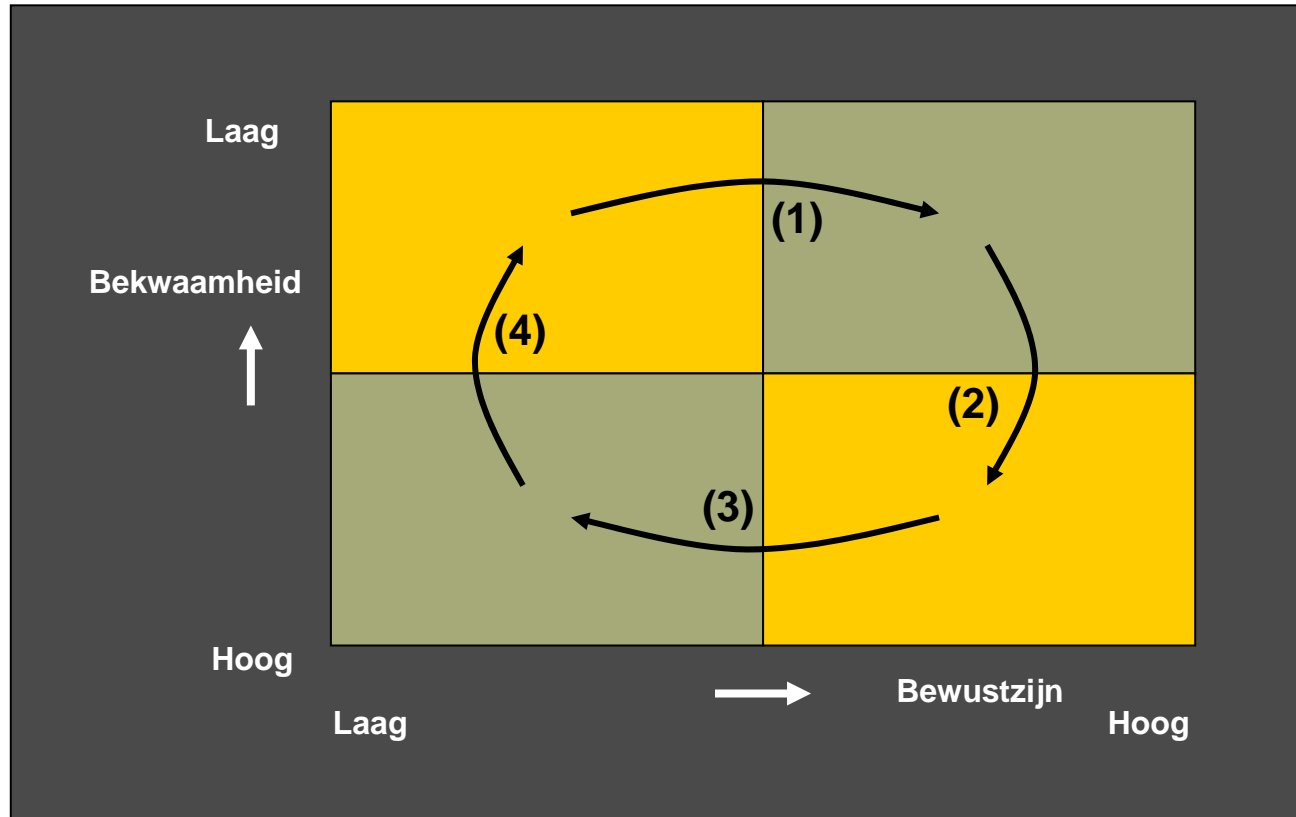 Laag
(1)
Bekwaamheid
(4)
(2)
(3)
Hoog
Bewustzijn
Laag
Hoog